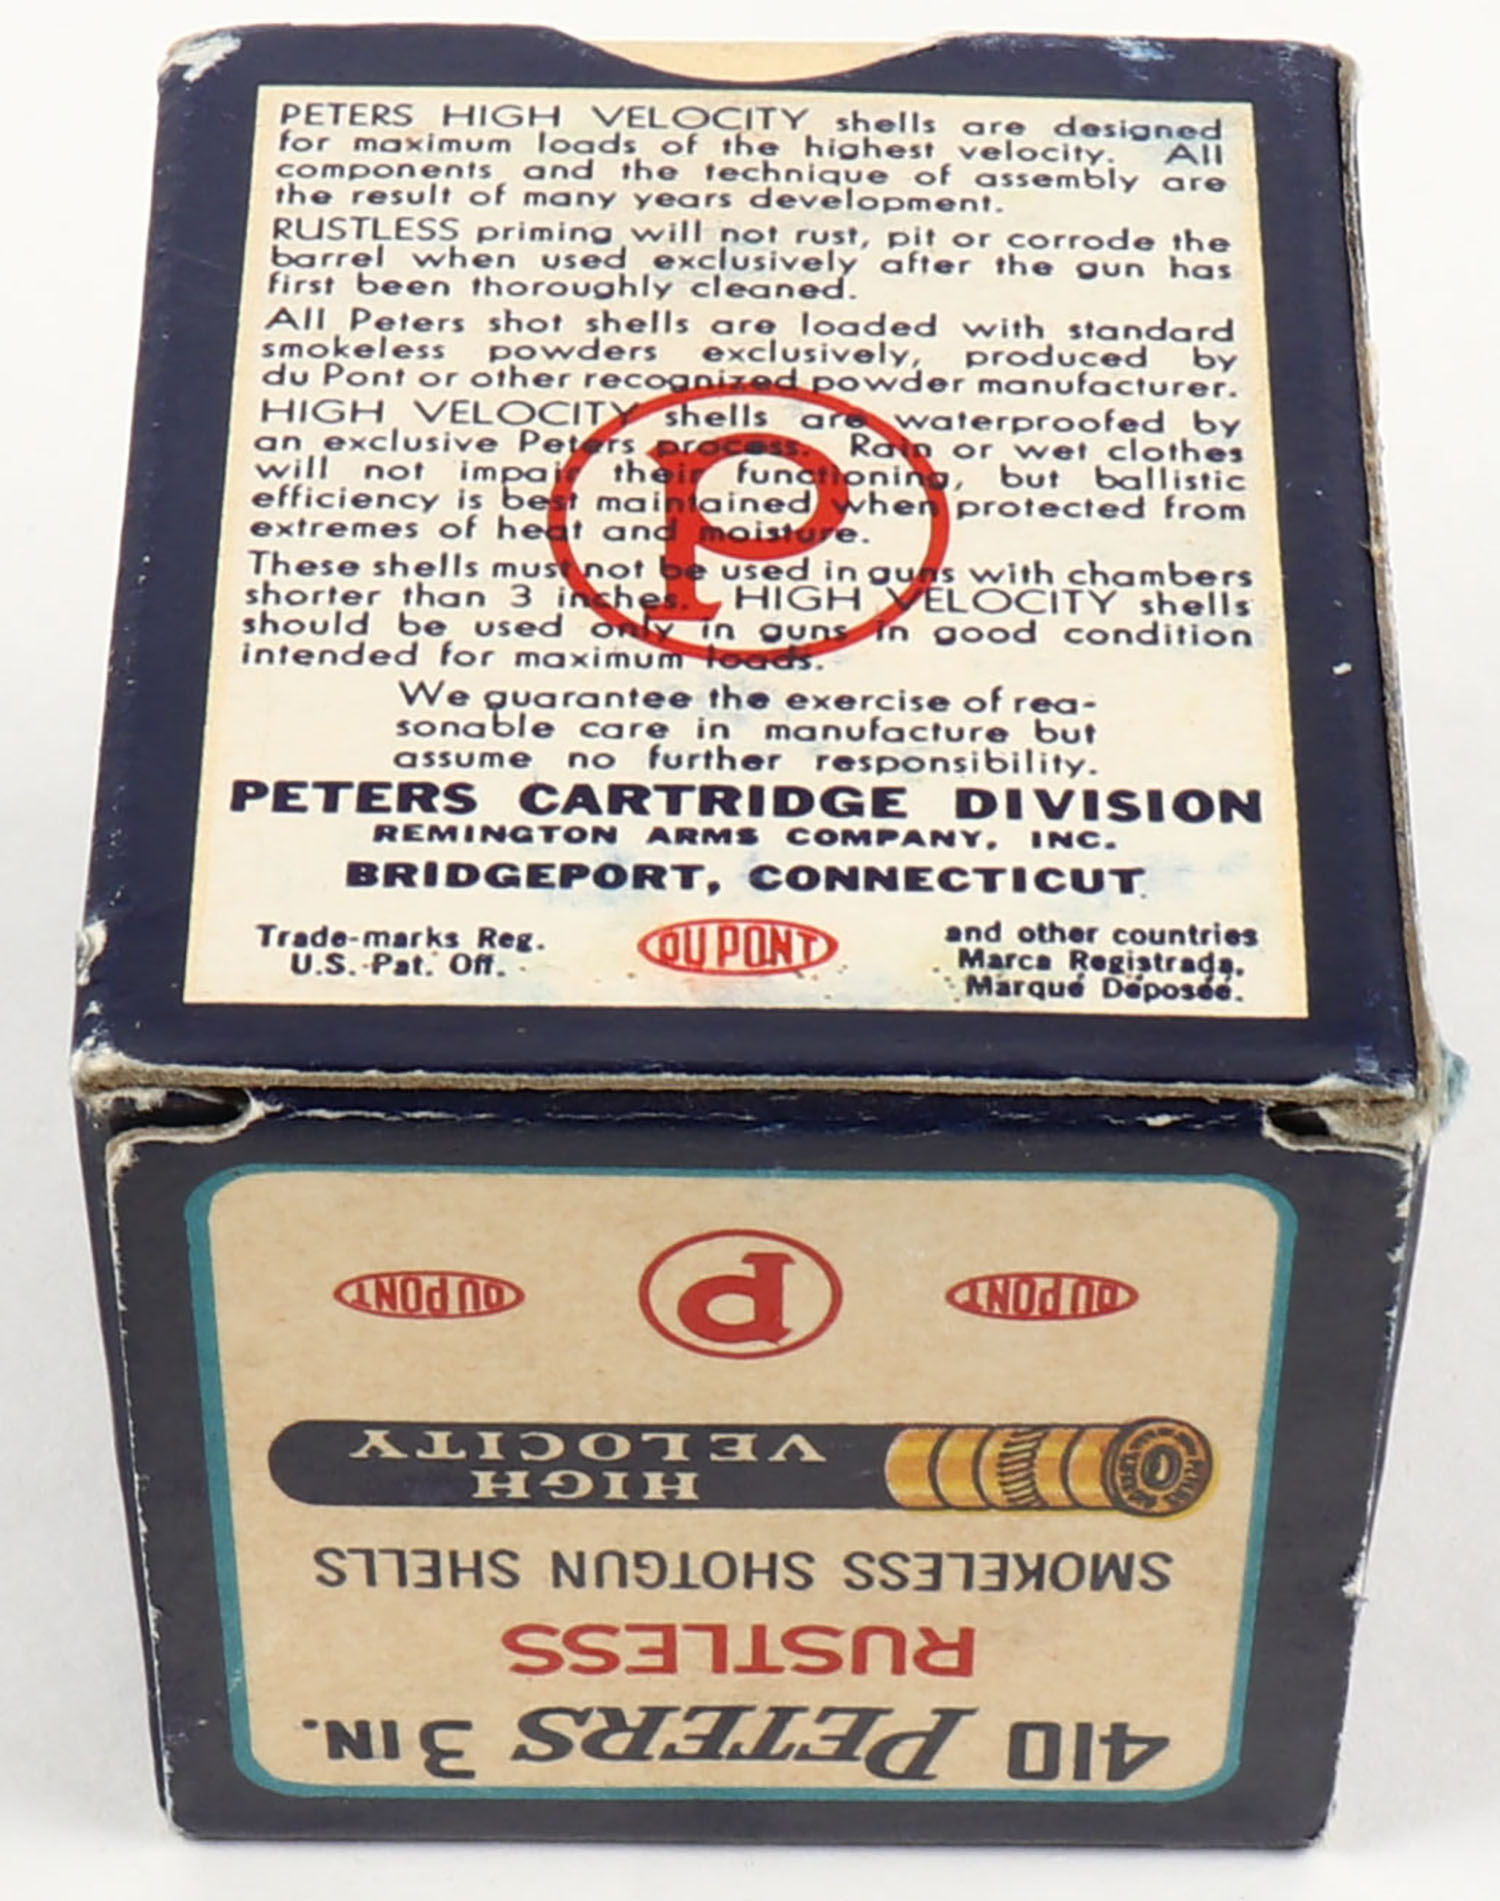 PETERS HIGH VELOCITY shells are designed
for maximum loads of the highest velocity. All
components and the technique of assembly are
the result of many years development.
RUSTLESS priming will not rust, pit or corrode the
barrel when used exclusively after the gun has
first been thoroughly cleaned.
All Peters shot shells are loaded with standard
smokeless powders exclusively, produced by
du Pont or other recognized powder manufacturer.
HIGH VELOCITY shells are waterproofed by
an exclusive Peters process. Rain or wet clothes
will not impair their functioning, but ballistic
efficiency is best maintained when protected from
extremes of heat and moisture.
These shells must not be used in guns with chambers
shorter than 3 inches. HIGH VELOCITY shells
should be used only in guns in good condition
intended for maximum loads.
P
We guarantee the exercise of rea-
sonable care in manufacture but
assume no further responsibility.
PETERS CARTRIDGE DIVISION
REMINGTON ARMS COMPANY, INC.
BRIDGEPORT, CONNECTICUT.
Trade-marks Reg.
U.S. Pat. Off.
DU PONT
and other countries
Marca Registrada.
Marque Déposée.
410 PETERS 3 IN.
RUSTLESS
SMOKELESS SHOTGUN SHELLS
HIGH
VELOCITY
DU PONT P DU PONT